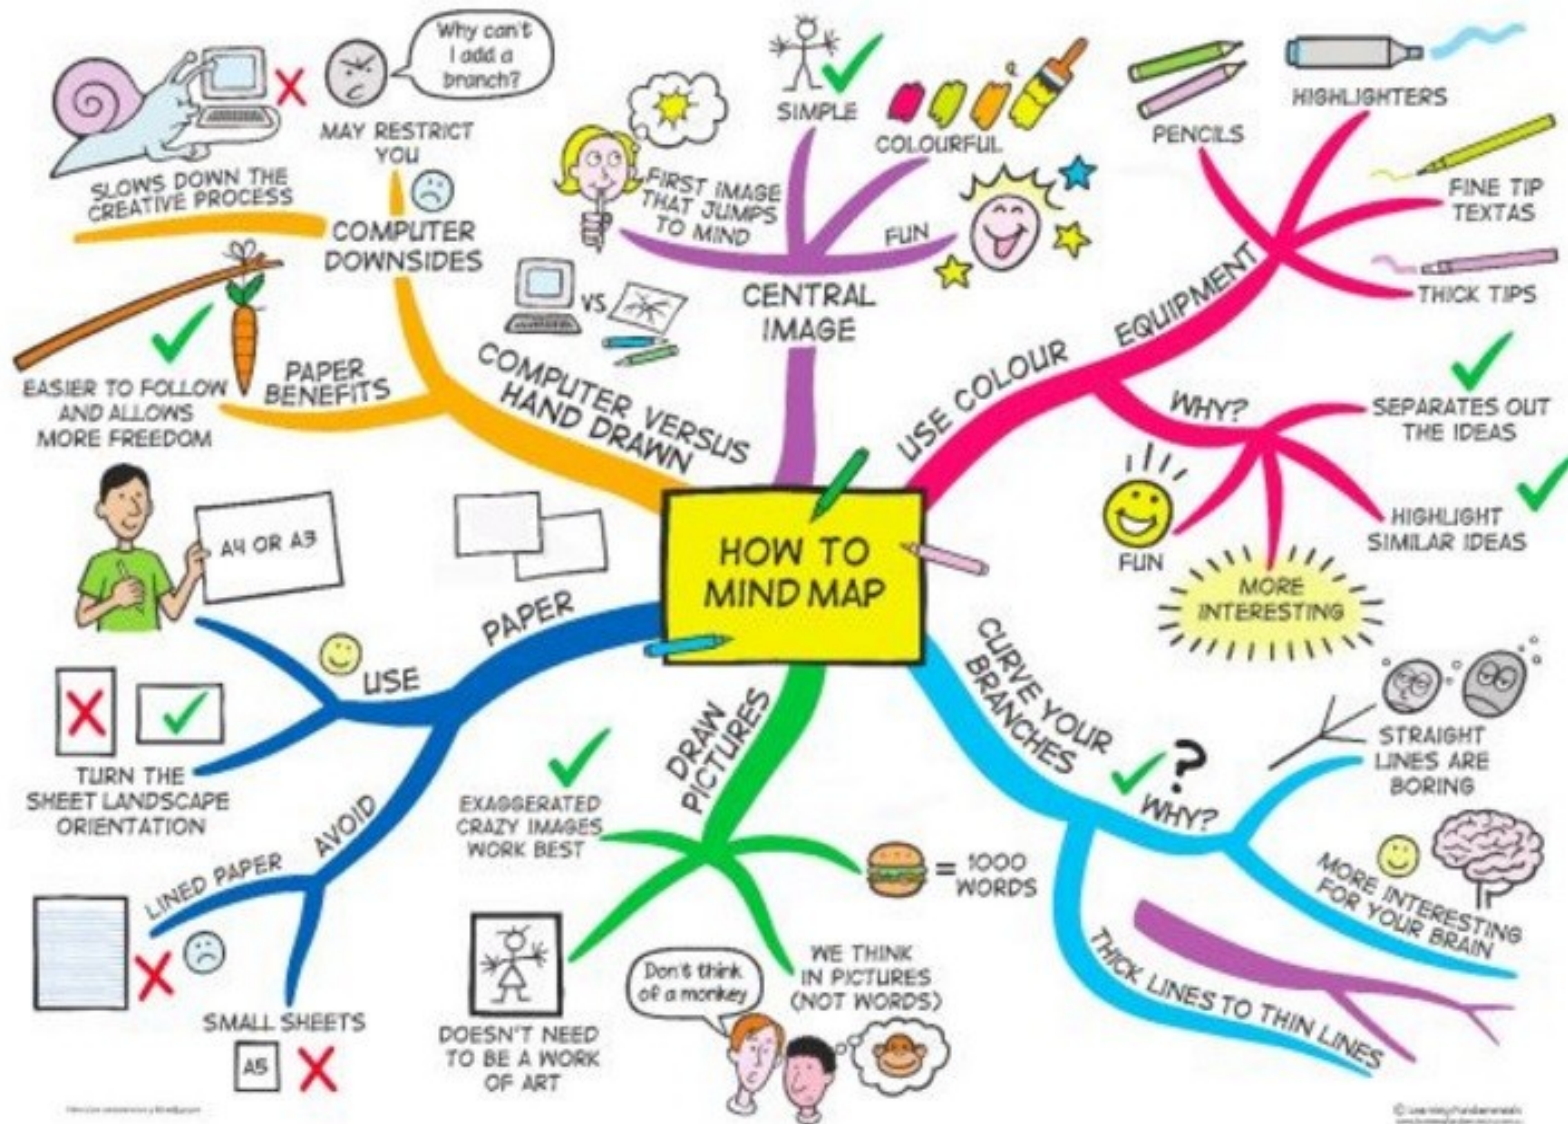 HOW TO
MIND MAP
CENTRAL
IMAGE
FIRST IMAGE
THAT JUMPS
TO MIND
SIMPLE
COLOURFUL
FUN
USE COLOUR
EQUIPMENT
PENCILS
HIGHLIGHTERS
FINE TIP
TEXTAS
THICK TIPS
WHY?
SEPARATES OUT
THE IDEAS
HIGHLIGHT
SIMILAR IDEAS
MORE
INTERESTING
FUN
CURVE YOUR
BRANCHES
?
WHY?
STRAIGHT
LINES ARE
BORING
MORE INTERESTING
FOR YOUR BRAIN
THICK LINES TO THIN LINES
DRAW
PICTURES
= 1000
WORDS
WE THINK
IN PICTURES
(NOT WORDS)
Don't think
of a monkey
DOESN'T NEED
TO BE A WORK
OF ART
EXAGGERATED
CRAZY IMAGES
WORK BEST
PAPER
USE
A4 OR A3
TURN THE
SHEET LANDSCAPE
ORIENTATION
AVOID
LINED PAPER
SMALL SHEETS
A5
COMPUTER VERSUS
HAND DRAWN
VS
PAPER
BENEFITS
EASIER TO FOLLOW
AND ALLOWS
MORE FREEDOM
COMPUTER
DOWNSIDES
SLOWS DOWN THE
CREATIVE PROCESS
MAY RESTRICT
YOU
Why can't
I add a
branch?